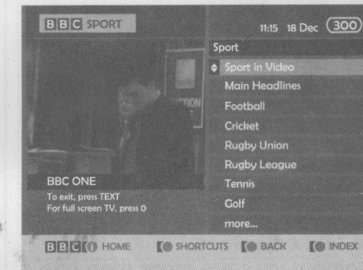 BBC SPORT
11:15 18 Dec 300
Sport
Sport in Video
Main Headlines
Football
Cricket
Rugby Union
Rugby League
Tennis
Golf
more...
BBC ONE
To exit, press TEXT
For full screen TV, press 0
BBCi HOME SHORTCUTS BACK INDEX